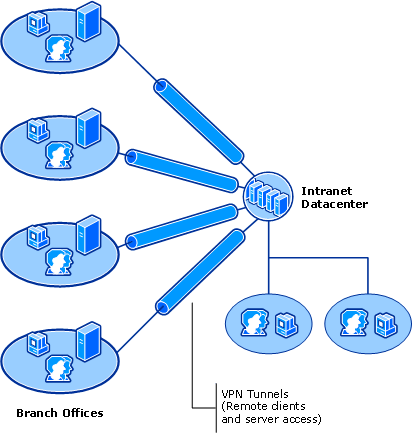 Intranet
Datacenter
VPN Tunnels
(Remote clients
and server access)
Branch Offices